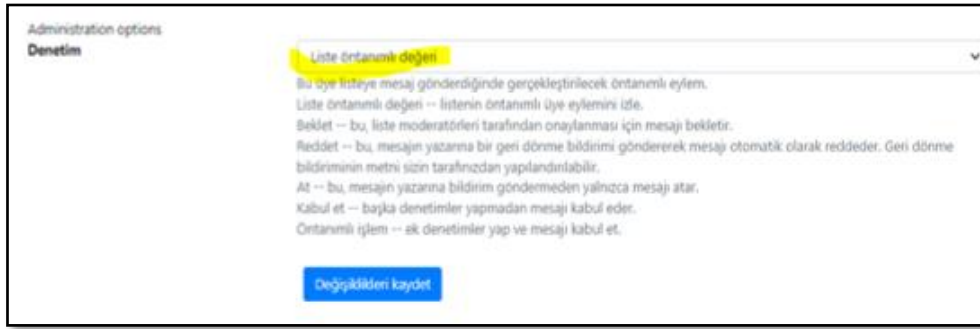 Administration options
Denetim
Liste öntanımlı değeri
Bu üye listeye mesaj gönderdiğinde gerçekleştirilecek öntanımlı eylem.
Liste öntanımlı değeri -- listenin öntanımlı üye eylemini izle.
Beklet -- bu, liste moderatörleri tarafından onaylanması için mesajı bekletir.
Reddet -- bu, mesajın yazarına bir geri dönme bildirimi göndererek mesajı otomatik olarak reddeder. Geri dönme
bildiriminin metni sizin tarafınızdan yapılandırılabilir.
At -- bu, mesajın yazarına bildirim göndermeden yalnızca mesajı atar.
Kabul et -- başka denetimler yapmadan mesajı kabul eder.
Öntanımlı işlem -- ek denetimler yap ve mesajı kabul et.
Değişiklikleri kaydet